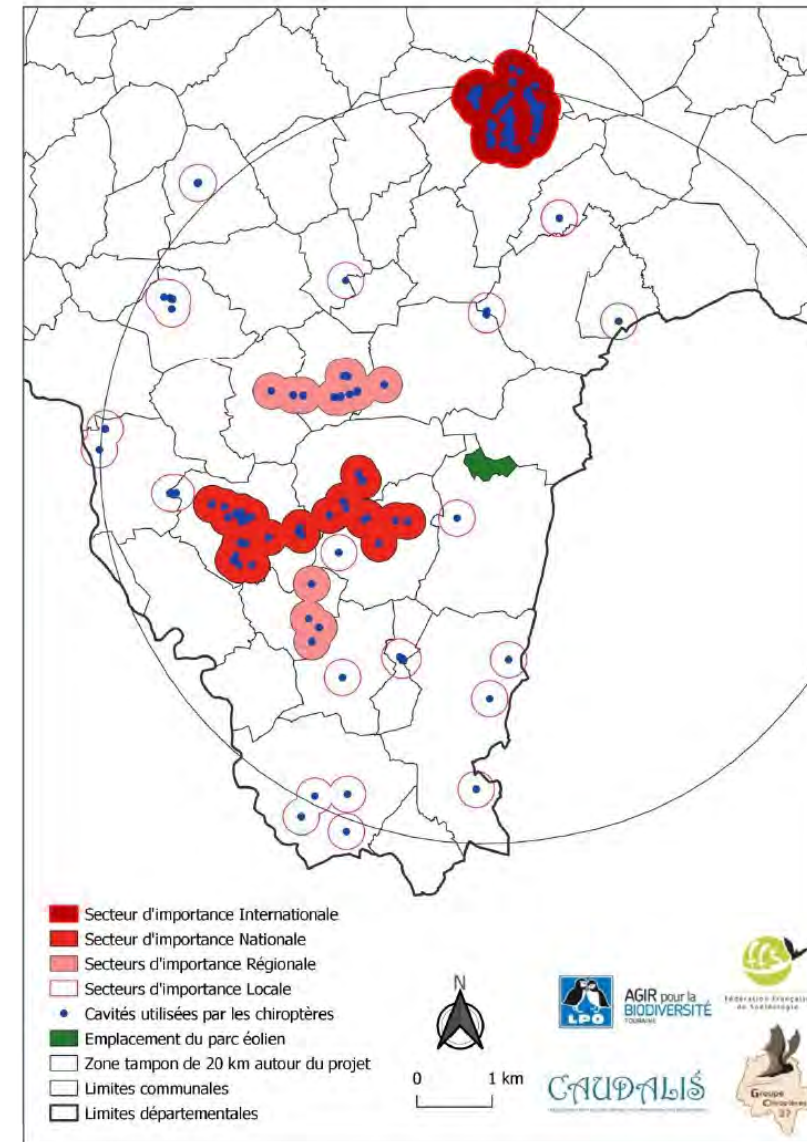 Secteur d'importance Internationale
Secteur d'importance Nationale
Secteurs d'importance Régionale
Secteurs d'importance Locale
Cavités utilisées par les chiroptères
Emplacement du parc éolien
Zone tampon de 20 km autour du projet
Limites communales
Limites départementales
N
0 1 km
LPO
AGIR pour la
BIODIVERSITÉ
TOURAINE
ffs
Fédération française
de Spéléologie
CAUDALIS
Groupe
Chiroptères
37